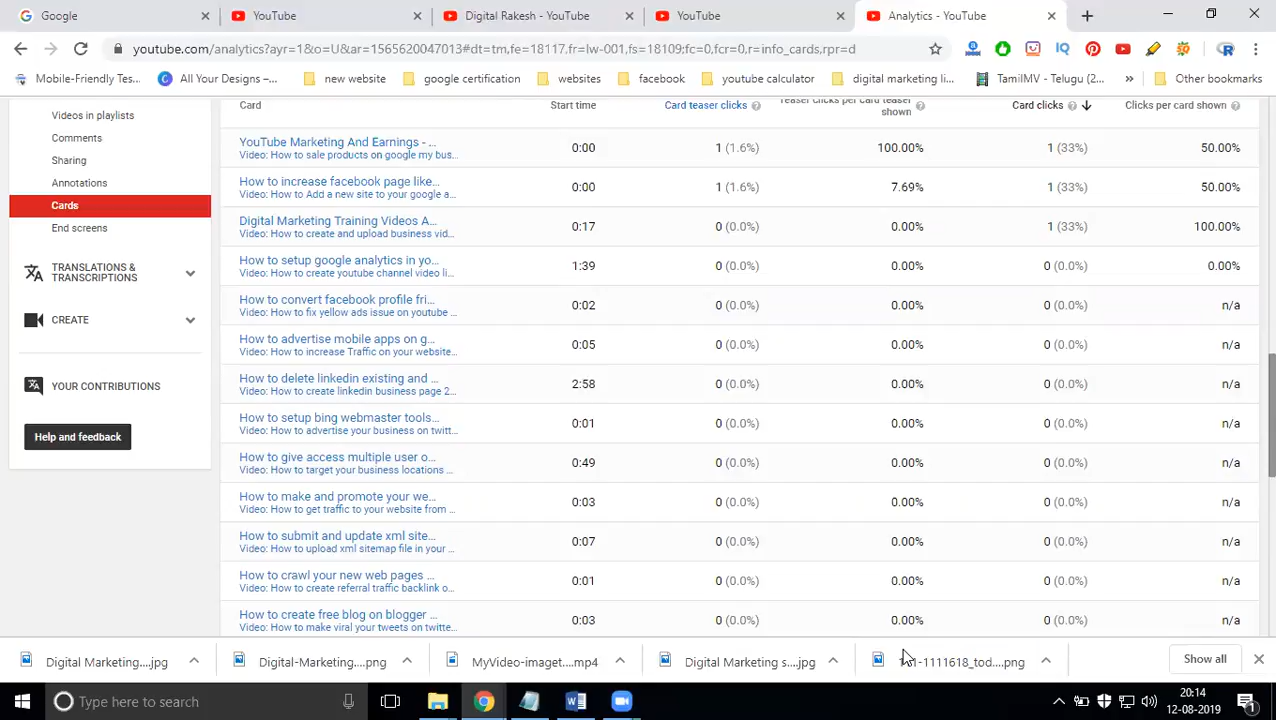 Google
YouTube
Digital Rakesh - YouTube
YouTube
Analytics - YouTube
youtube.com/analytics?ayr=1&o=U&ar=1565620047013#dt=tm,fe=18117,fr=lw-001,fs=18109;fc=0,fcr=0,r=info_cards,rpr=d
Mobile-Friendly Tes...
All Your Designs –...
new website
google certification
websites
facebook
youtube calculator
digital marketing li...
TamilMV - Telugu (2...
Other bookmarks
Videos in playlists
Comments
Sharing
Annotations
Cards
End screens
TRANSLATIONS &
TRANSCRIPTIONS
CREATE
YOUR CONTRIBUTIONS
Help and feedback
Card Start time Card teaser clicks Teaser Clicks per card teaser shown Card clicks Clicks per card shown
YouTube Marketing And Earnings - ... 0:00 1 (1.6%) 100.00% 1 (33%) 50.00%
Video: How to sale products on google my bus...
How to increase facebook page like... 0:00 1 (1.6%) 7.69% 1 (33%) 50.00%
Video: How to Add a new site to your google a...
Digital Marketing Training Videos A... 0:17 0 (0.0%) 0.00% 1 (33%) 100.00%
Video: How to create and upload business vid...
How to setup google analytics in yo... 1:39 0 (0.0%) 0.00% 0 (0.0%) 0.00%
Video: How to create youtube channel video li...
How to convert facebook profile fri... 0:02 0 (0.0%) 0.00% 0 (0.0%) n/a
Video: How to fix yellow ads issue on youtube ...
How to advertise mobile apps on g... 0:05 0 (0.0%) 0.00% 0 (0.0%) n/a
Video: How to increase Traffic on your website...
How to delete linkedin existing and ... 2:58 0 (0.0%) 0.00% 0 (0.0%) n/a
Video: How to create linkedin business page 2...
How to setup bing webmaster tools... 0:01 0 (0.0%) 0.00% 0 (0.0%) n/a
Video: How to advertise your business on twitt...
How to give access multiple user o... 0:49 0 (0.0%) 0.00% 0 (0.0%) n/a
Video: How to target your business locations ...
How to make and promote your we... 0:03 0 (0.0%) 0.00% 0 (0.0%) n/a
Video: How to get traffic to your website from ...
How to submit and update xml site... 0:07 0 (0.0%) 0.00% 0 (0.0%) n/a
Video: How to upload xml sitemap file in your ...
How to crawl your new web pages ... 0:01 0 (0.0%) 0.00% 0 (0.0%) n/a
Video: How to create referral traffic backlink o...
How to create free blog on blogger ... 0:03 0 (0.0%) 0.00% 0 (0.0%) n/a
Video: How to make viral your tweets on twitte...
Digital Marketing....jpg
Digital-Marketing....png
MyVideo-imaget....mp4
Digital Marketing s....jpg
-1111618_tod....png
Show all
Type here to search
20:14
12-08-2019